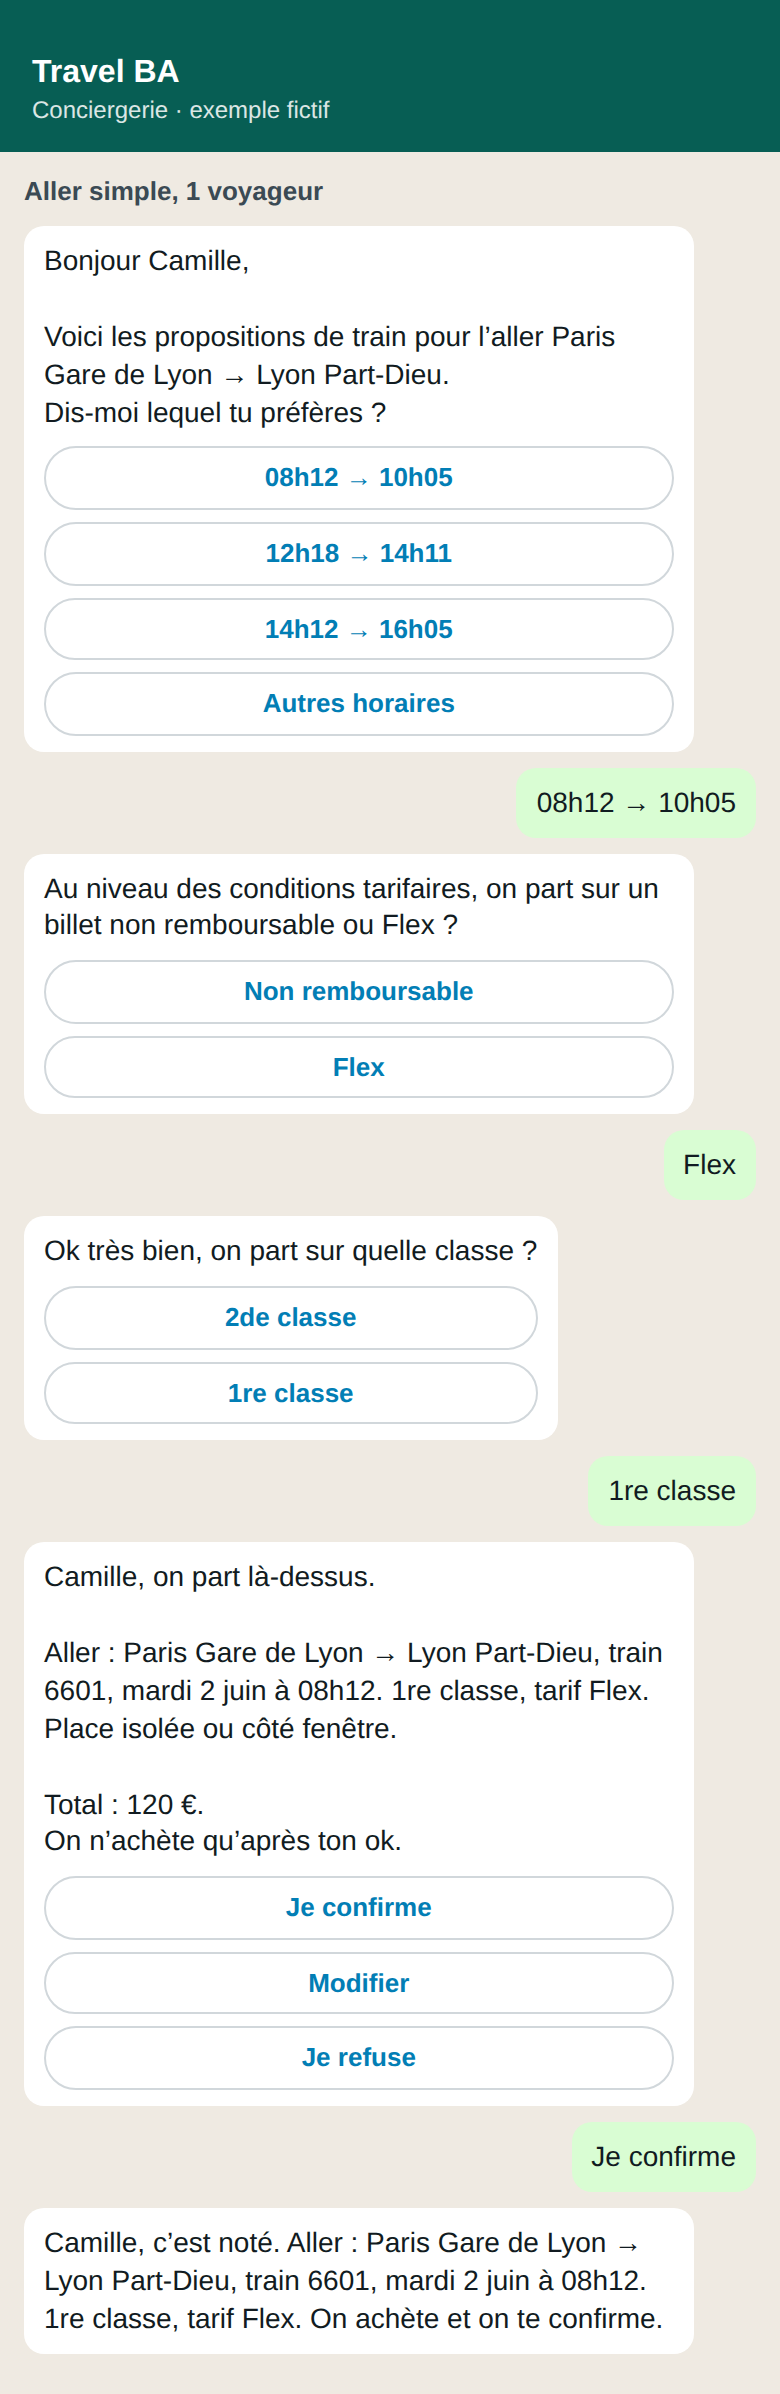 Travel BA
Conciergerie · exemple fictif
Aller simple, 1 voyageur
Bonjour Camille,
Voici les propositions de train pour l’aller Paris
Gare de Lyon → Lyon Part-Dieu.
Dis-moi lequel tu préfères ?
08h12 → 10h05
12h18 → 14h11
14h12 → 16h05
Autres horaires
08h12 → 10h05
Au niveau des conditions tarifaires, on part sur un
billet non remboursable ou Flex ?
Non remboursable
Flex
Flex
Ok très bien, on part sur quelle classe ?
2de classe
1re classe
1re classe
Camille, on part là-dessus.
Aller : Paris Gare de Lyon → Lyon Part-Dieu, train
6601, mardi 2 juin à 08h12. 1re classe, tarif Flex.
Place isolée ou côté fenêtre.
Total : 120 €.
On n’achète qu’après ton ok.
Je confirme
Modifier
Je refuse
Je confirme
Camille, c’est noté. Aller : Paris Gare de Lyon →
Lyon Part-Dieu, train 6601, mardi 2 juin à 08h12.
1re classe, tarif Flex. On achète et on te confirme.